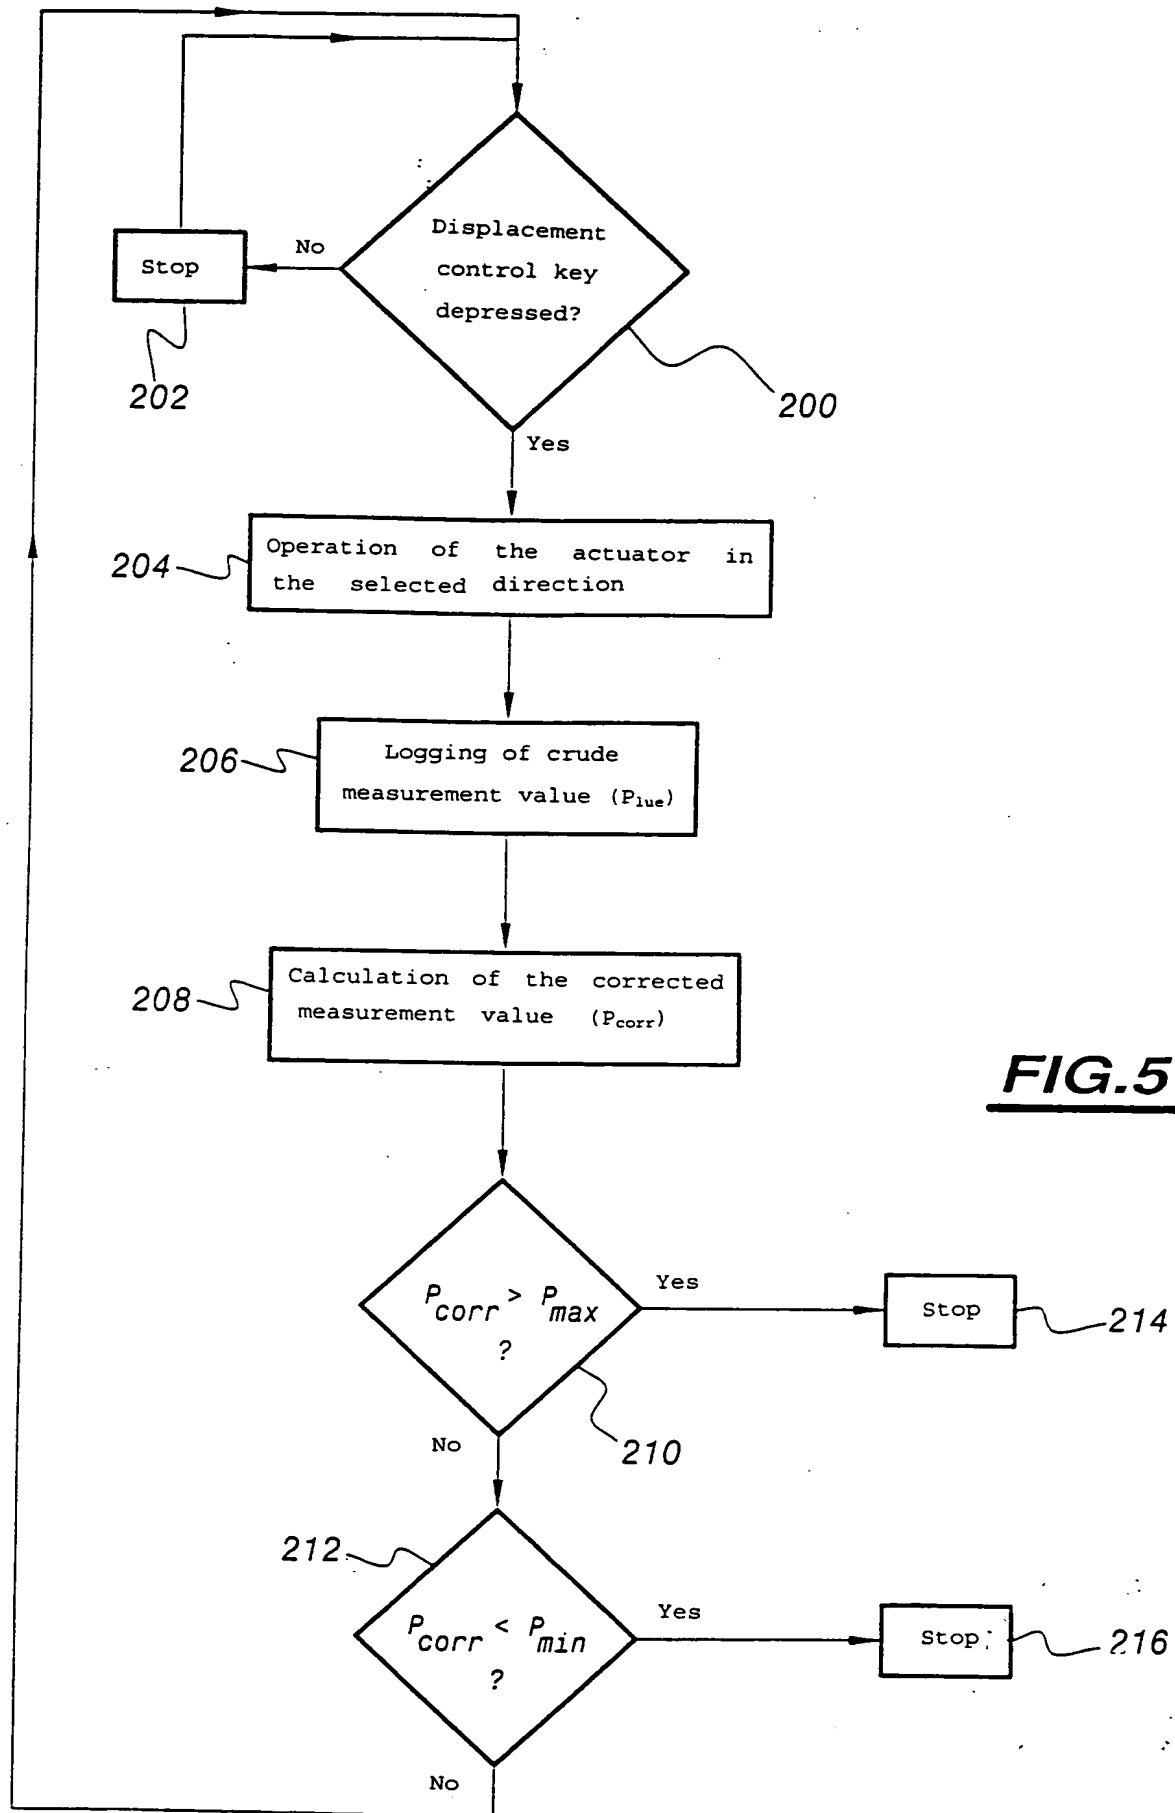 Displacement
control key
depressed?
No
Stop
202
200
Yes
Operation of the actuator in
the selected direction
204
Logging of crude
measurement value (Plue)
206
Calculation of the corrected
measurement value (Pcorr)
208
FIG.5
Pcorr > Pmax
?
Yes
Stop
214
210
No
212
Pcorr < Pmin
?
Yes
Stop
216
No